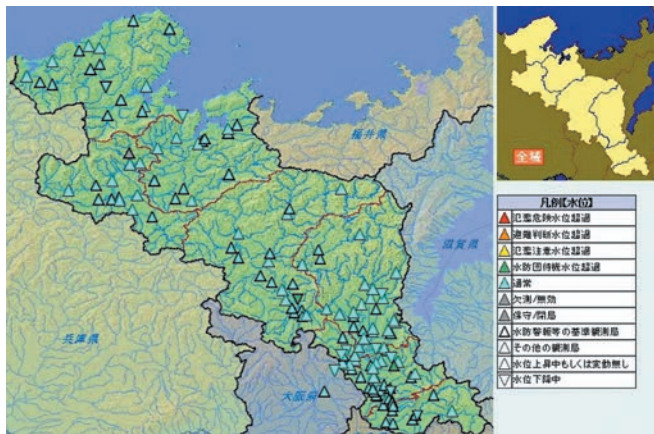 福井県
滋賀県
兵庫県
大阪府
全域
凡例【水位】
氾濫危険水位超過
避難判断水位超過
氾濫注意水位超過
水防団待機水位超過
通常
欠測/無効
保守/閉局
水防警報等の基準観測局
その他の観測局
水位上昇中もしくは変動無し
水位下降中